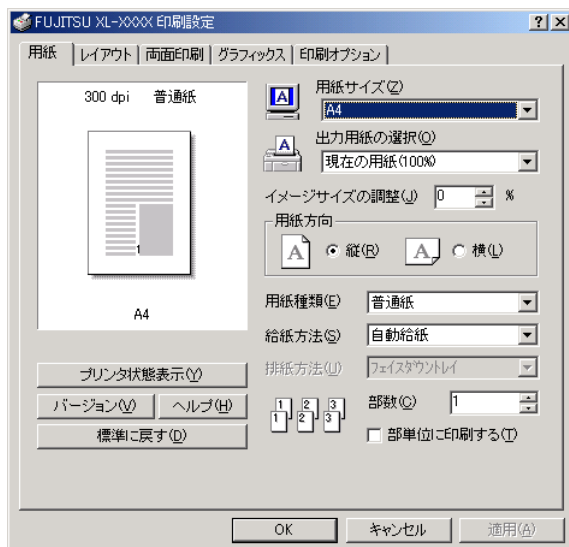 FUJITSU XL-XXXX 印刷設定
用紙 レイアウト 両面印刷 グラフィックス 印刷オプション
300 dpi 普通紙
1
A4
プリンタ状態表示(Y)
バージョン(V) ヘルプ(H)
標準に戻す(D)
A 用紙サイズ(Z)
A4
A 出力用紙の選択(O)
現在の用紙(100%)
イメージサイズの調整(J) 0 %
用紙方向
A 縦(R) A 横(L)
用紙種類(E) 普通紙
給紙方法(S) 自動給紙
排紙方法(U) フェイスダウントレイ
1 1 2 2 3 3
部数(C) 1
部単位に印刷する(T)
OK キャンセル 適用(A)